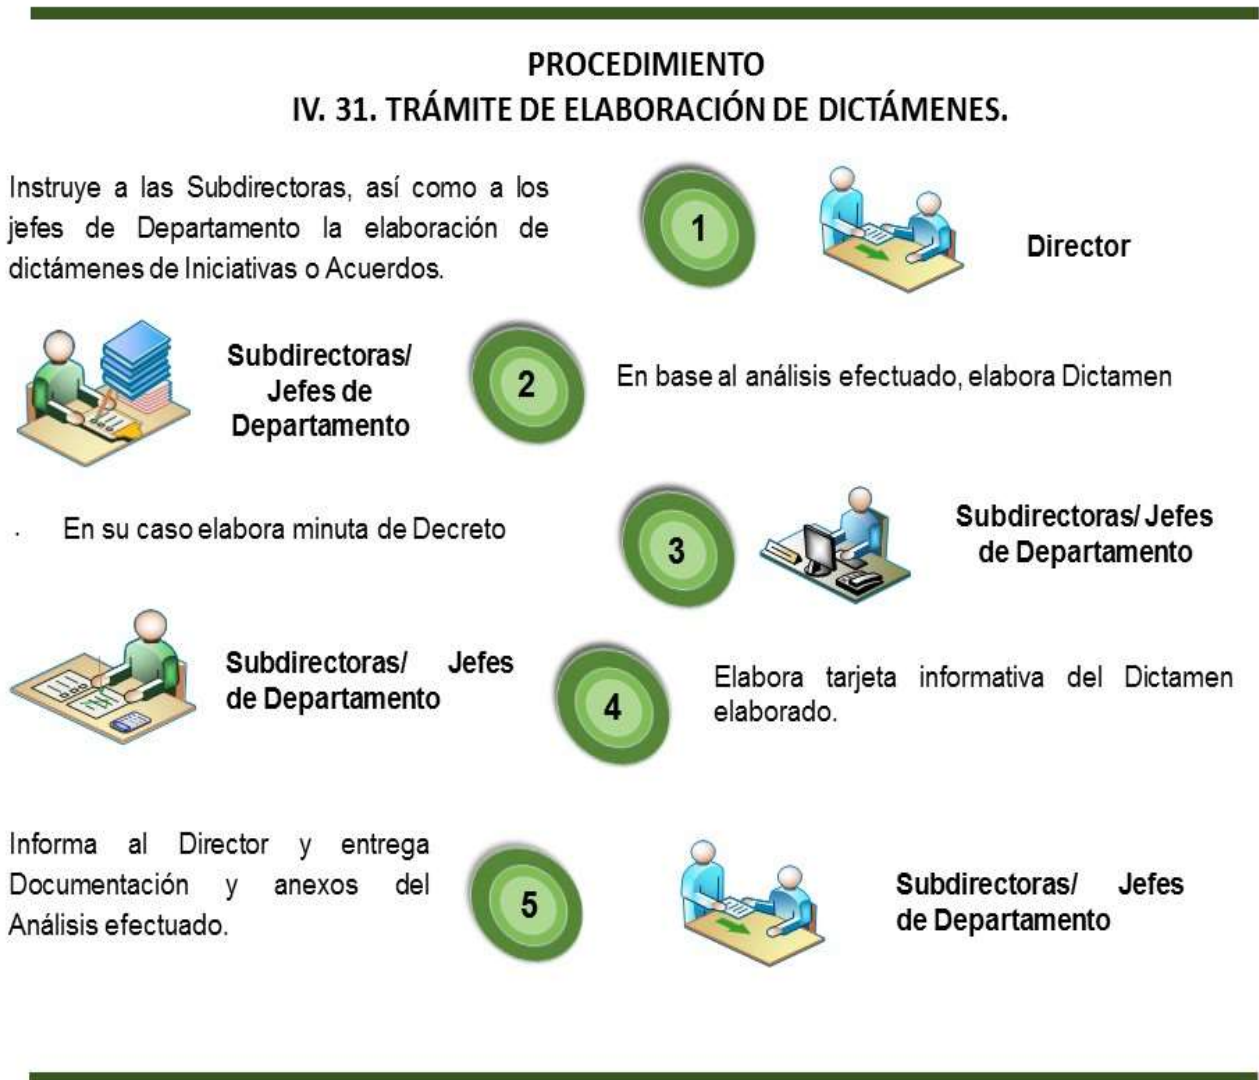 PROCEDIMIENTO
IV. 31. TRÁMITE DE ELABORACIÓN DE DICTÁMENES.
Instruye a las Subdirectoras, así como a los
jefes de Departamento la elaboración de
dictámenes de Iniciativas o Acuerdos.
1
Director
Subdirectoras/
Jefes de
Departamento
2
En base al análisis efectuado, elabora Dictamen
. En su caso elabora minuta de Decreto
3
Subdirectoras/ Jefes
de Departamento
Subdirectoras/ Jefes
de Departamento
4
Elabora tarjeta informativa del Dictamen
elaborado.
Informa al Director y entrega
Documentación y anexos del
Análisis efectuado.
5
Subdirectoras/ Jefes
de Departamento